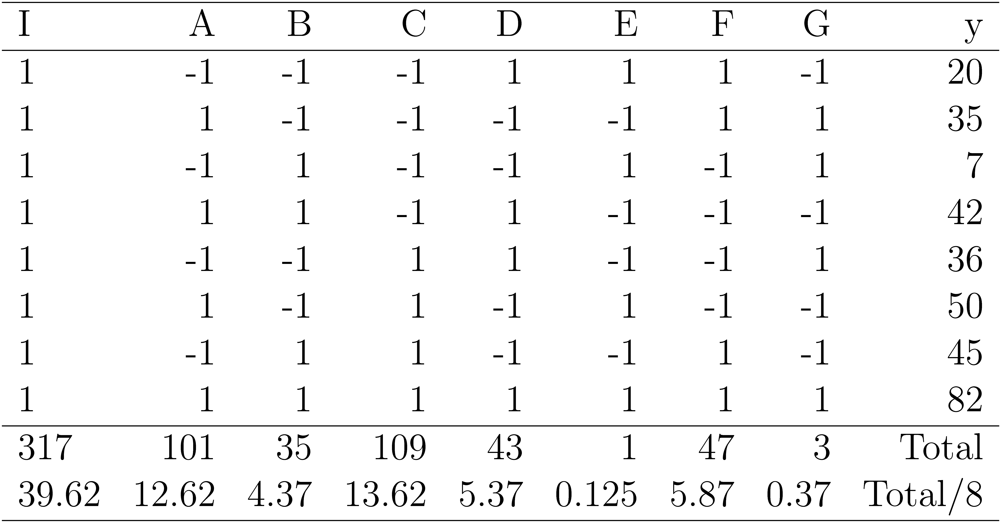 I A B C D E F G y
1 -1 -1 -1 1 1 1 -1 20
1 1 -1 -1 -1 -1 1 1 35
1 -1 1 -1 -1 1 -1 1 7
1 1 1 -1 1 -1 -1 -1 42
1 -1 -1 1 1 -1 -1 1 36
1 1 -1 1 -1 1 -1 -1 50
1 -1 1 1 -1 -1 1 -1 45
1 1 1 1 1 1 1 1 82
317 101 35 109 43 1 47 3 Total
39.62 12.62 4.37 13.62 5.37 0.125 5.87 0.37 Total/8